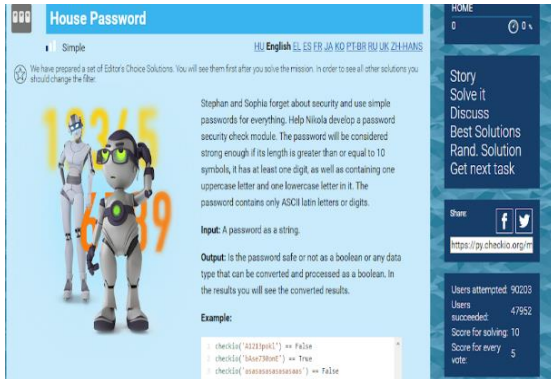 House Password
HOME
0 0 %
Simple
HU English EL ES FR JA KO PT-BR RU UK ZH-HANS
We have prepared a set of Editor's Choice Solutions. You will see them first after you solve the mission. In order to see all other solutions you
should change the filter.
12345
6789
Stephan and Sophia forget about security and use simple
passwords for everything. Help Nikola develop a password
security check module. The password will be considered
strong enough if its length is greater than or equal to 10
symbols, it has at least one digit, as well as containing one
uppercase letter and one lowercase letter in it. The
password contains only ASCII latin letters or digits.
Input: A password as a string.
Output: Is the password safe or not as a boolean or any data
type that can be converted and processed as a boolean. In
the results you will see the converted results.
Example:
checkio('A1213pokl') == False
checkio('bAse730onE') == True
checkio('asasasasasasasaas') == False
Story
Solve it
Discuss
Best Solutions
Rand. Solution
Get next task
Share:
https://py.checkio.org/m
Users attempted: 90203
Users
succeeded: 47952
Score for solving: 10
Score for every
vote: 5